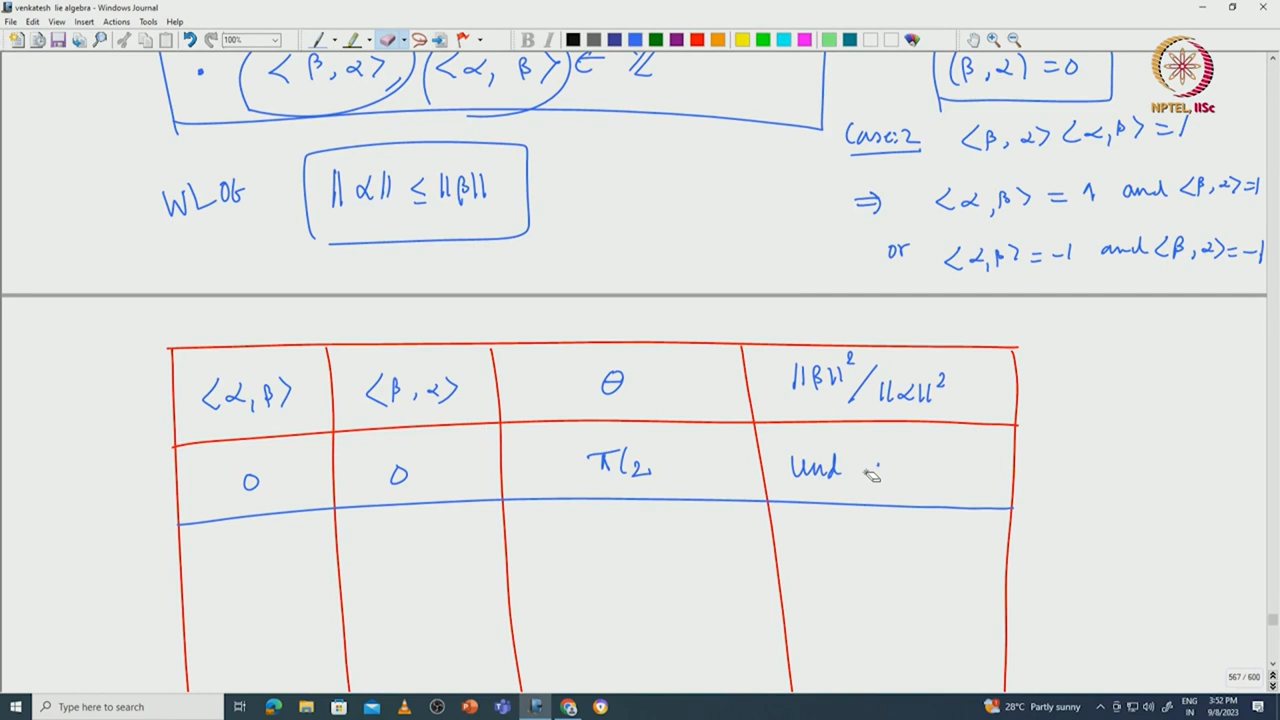 venkatesh lie algebra - Windows Journal
File Edit View Insert Actions Tools Help
100%
B I
• (<β, α>) (<α, β>) ∈ ℤ
(β, α) = 0
NPTEL, IISc
WLOG ||α|| ≤ ||β||
Case:2 <β, α> <α, β> = 1
⇒ <α, β> = 1 and <β, α> = 1
or <α, β> = -1 and <β, α> = -1
<α, β> <β, α> θ ||β||² / ||α||²
0 0 π/2 Und
567 / 600
Type here to search
28°C Partly sunny
ENG
IN
3:52 PM
9/8/2023